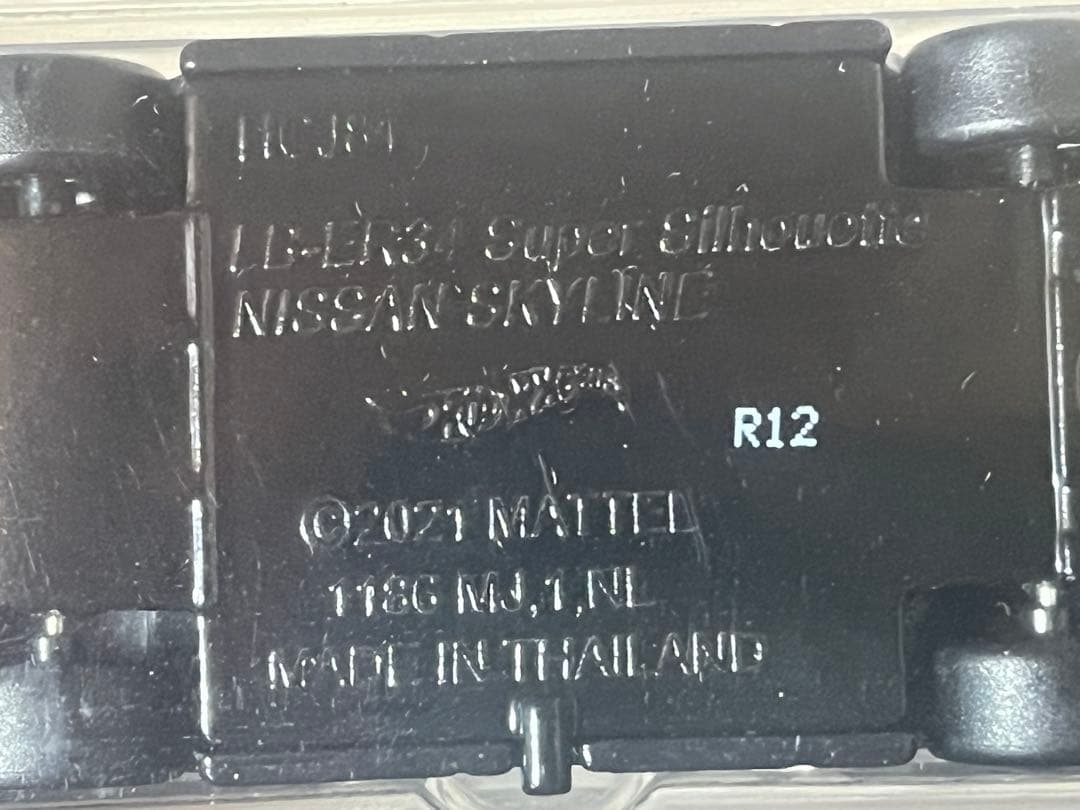 HCJ81
LB-ER34 Super Silhouette
NISSAN SKYLINE
R12
©2021 MATTEL
1186 MJ,1,NL
MADE IN THAILAND